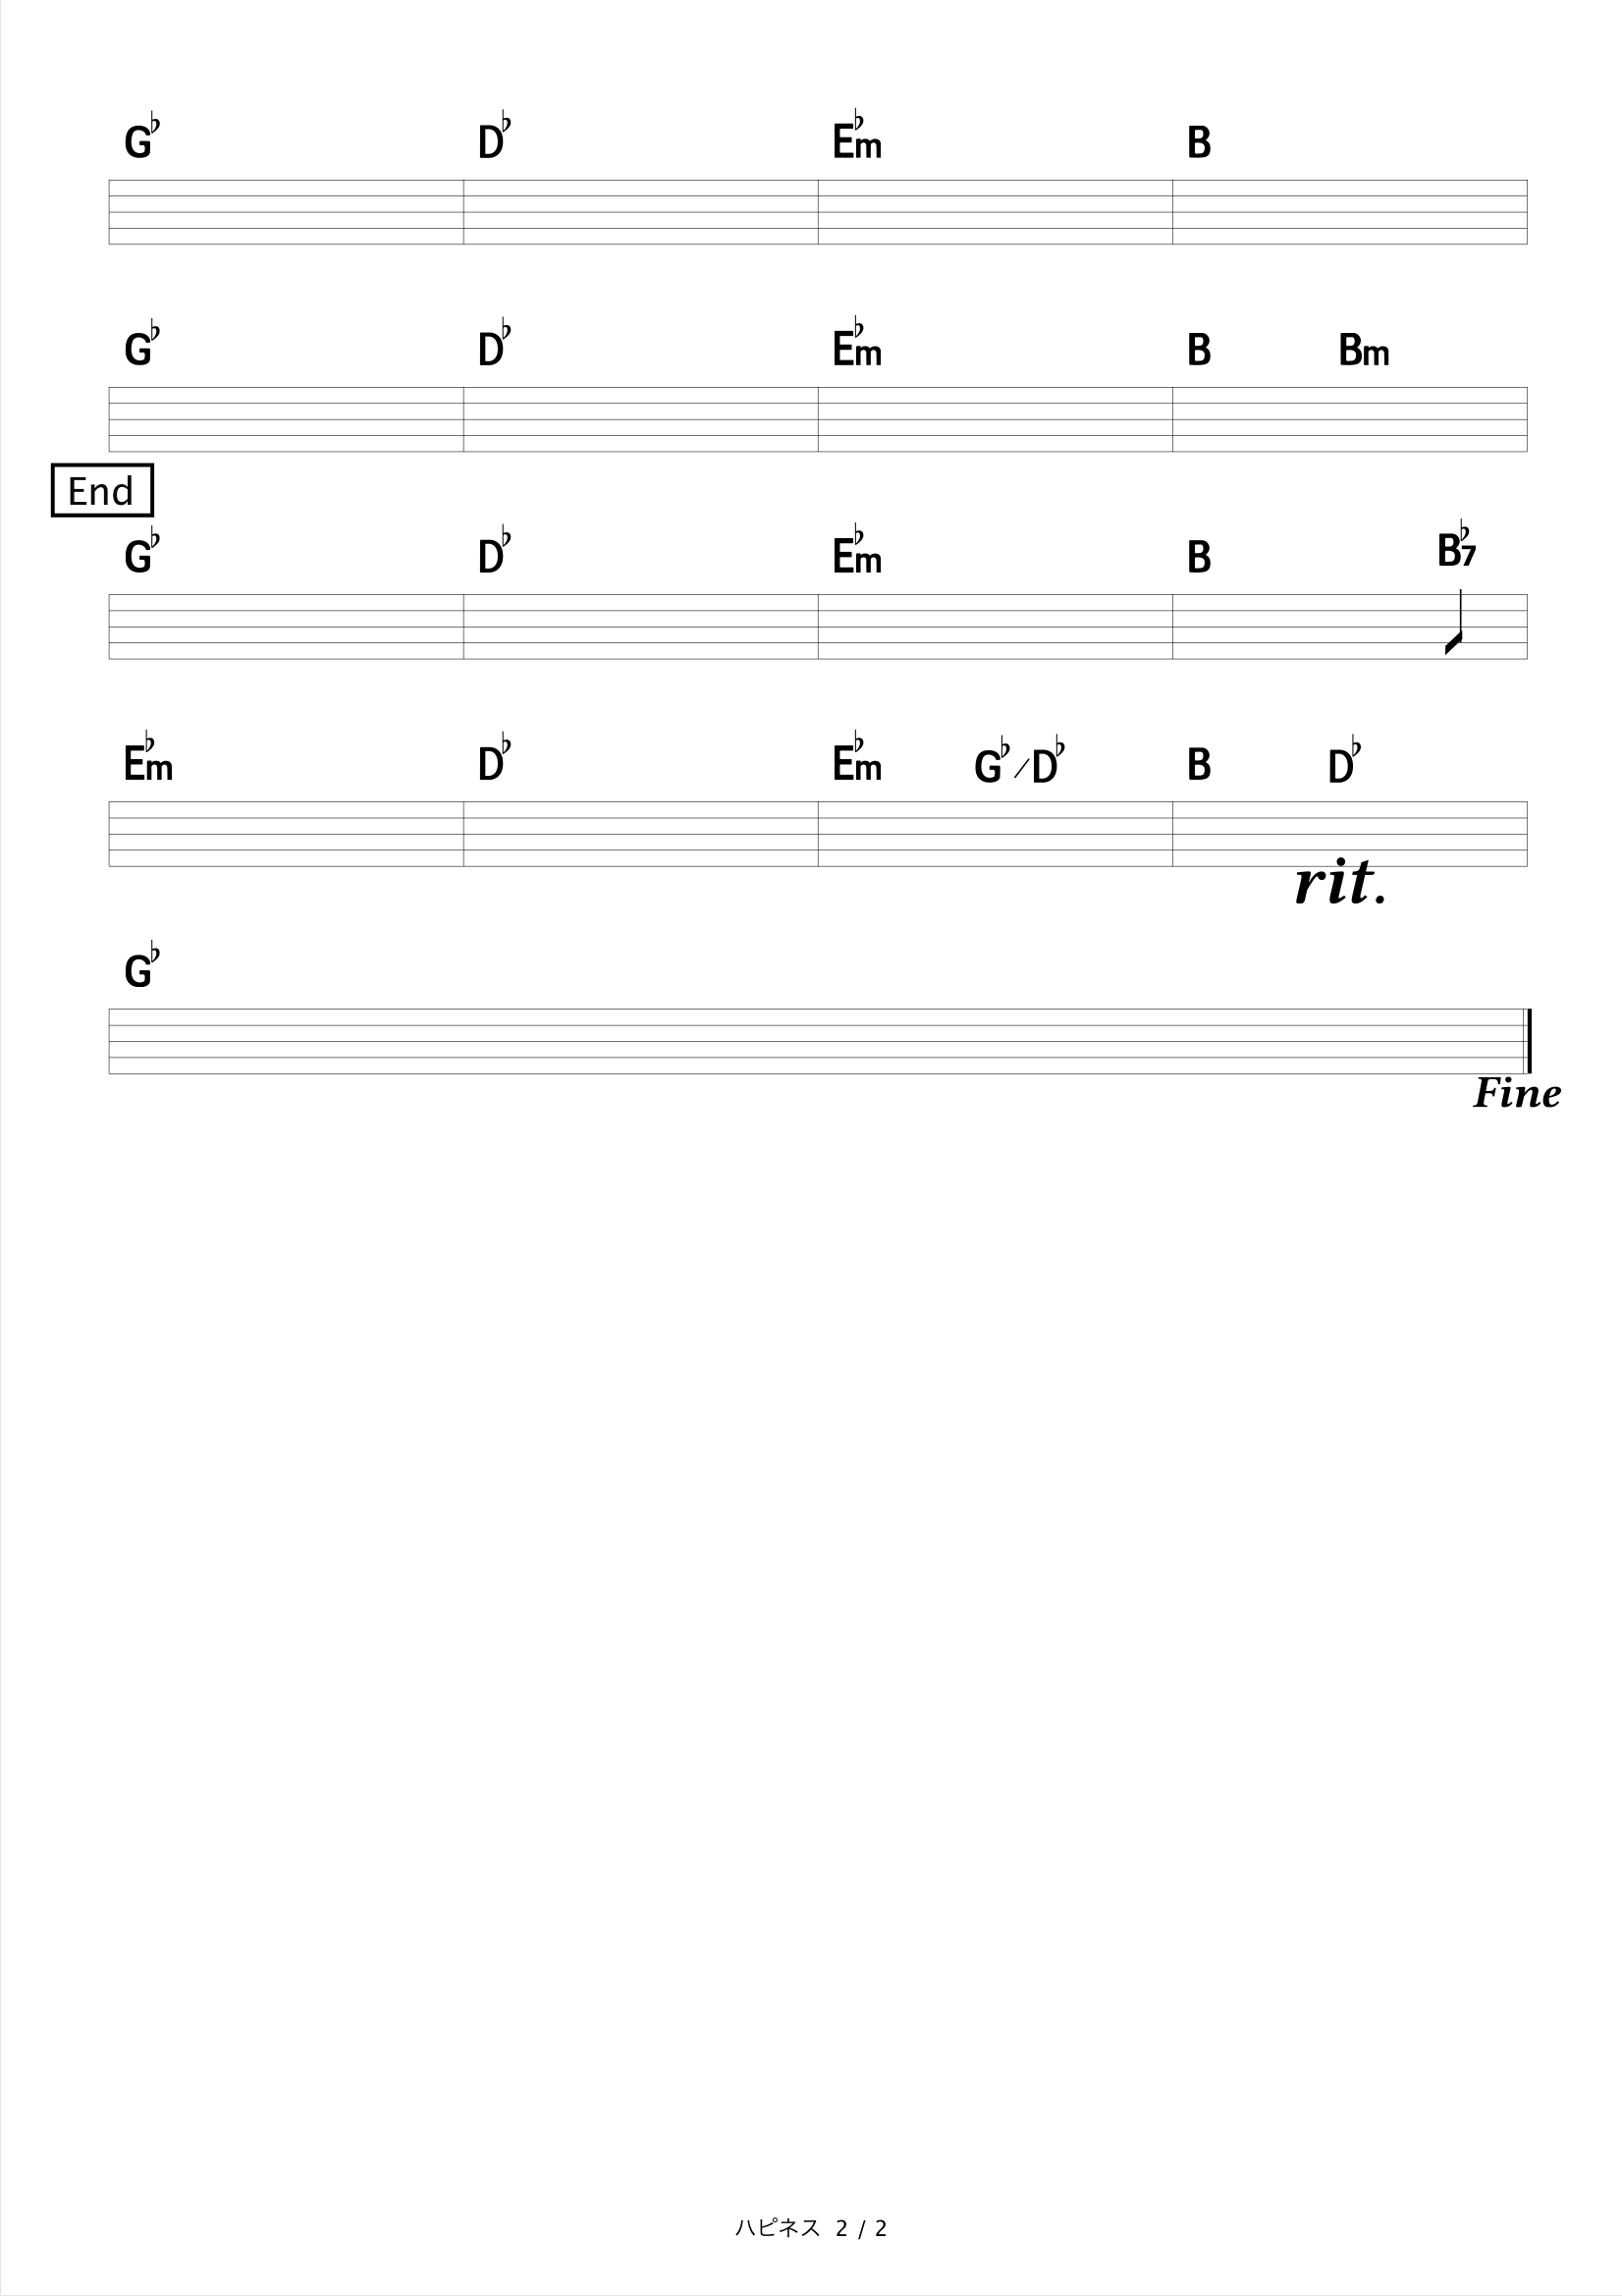 G♭ D♭ E♭m B
G♭ D♭ E♭m B Bm
End
G♭ D♭ E♭m B B♭7
E♭m D♭ E♭m G♭/D♭ B D♭
rit.
G♭
Fine
ハピネス 2 / 2